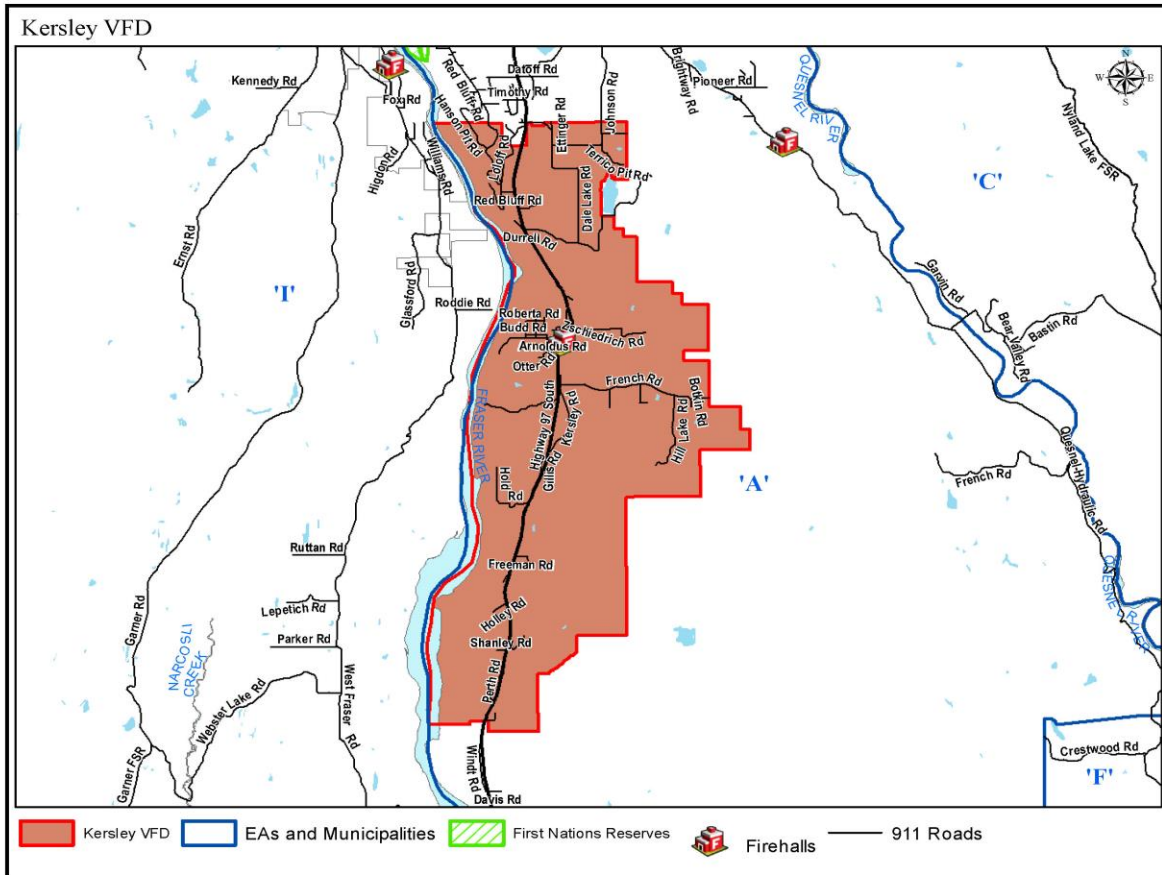 Kersley VFD
Kennedy Rd
Fox Rd
Red Bluff Rd
Hanson Pit Rd
Datoff Rd
Timothy Rd
Johnson Rd
Ettinger Rd
Brightway Rd
Pioneer Rd
QUESNEL RIVER
N
W
E
S
Nyland Lake FSR
Higdon Rd
Williams Rd
Loloff Rd
Terrico Pit Rd
'C'
Red Bluff Rd
Dale Lake Rd
Durrell Rd
Ernst Rd
'I'
Glassford Rd
Roddie Rd
Roberta Rd
Budd Rd
Zschiedrich Rd
Arnoldus Rd
Otter Rd
Garvin Rd
Bear Valley Rd
Bastin Rd
FRASER RIVER
French Rd
Botkin Rd
Hill Lake Rd
Highway 97 South
Kersley Rd
Gillis Rd
Hoid Rd
'A'
French Rd
Quesnel-Hydraulic Rd
Ruttan Rd
Freeman Rd
Lepetich Rd
Holley Rd
Parker Rd
Shanley Rd
QUESNEL RIVER
Garner Rd
NARCOSLI CREEK
Webster Lake Rd
West Fraser Rd
Perth Rd
Garner FSR
Windt Rd
Davis Rd
Crestwood Rd
'F'
Kersley VFD
EAs and Municipalities
First Nations Reserves
F
Firehalls
911 Roads